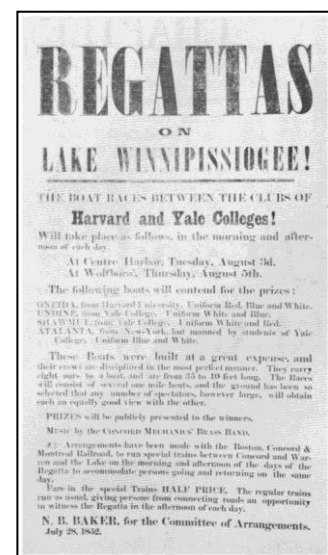 REGATTAS
ON
LAKE WINNIPISSIOGEE!
THE BOAT RACES BETWEEN THE CLUBS OF
Harvard and Yale Colleges!
Will take place as follows, in the morning and after-
noon of each day.
At Centre Harbor, Tuesday, August 3d.
At Wolfboro', Thursday, August 5th.
The following boats will contend for the prizes:
ONEIDA, from Harvard University. Uniform Red, Blue and White.
UNDINE, from Yale College. Uniform White and Blue.
SHAWMUT, from Yale College. Uniform White and Red.
ATALANTA, from New-York, but manned by students of Yale
College. Uniform Blue and White.
These Boats were built at a great expense, and
their crews are disciplined in the most perfect manner. They carry
eight oars to a boat, and are from 35 to 40 feet long. The Races
will consist of several one mile heats, and the ground has been so
selected that any number of spectators, however large, will obtain
each an equally good view with the other.
PRIZES will be publicly presented to the winners.
MUSIC by the CONCORD MECHANICS' BRASS BAND.
Arrangements have been made with the Boston, Concord &
Montreal Railroad, to run special trains between Concord and War-
ren and the Lake on the morning and afternoon of the days of the
Regatta to accommodate persons going and returning on the same
day.
Fare in the special Trains HALF PRICE. The regular trains
run as usual, giving persons from connecting roads an opportunity
to witness the Regatta in the afternoon of each day.
N. B. BAKER, for the Committee of Arrangements.
July 28, 1852.